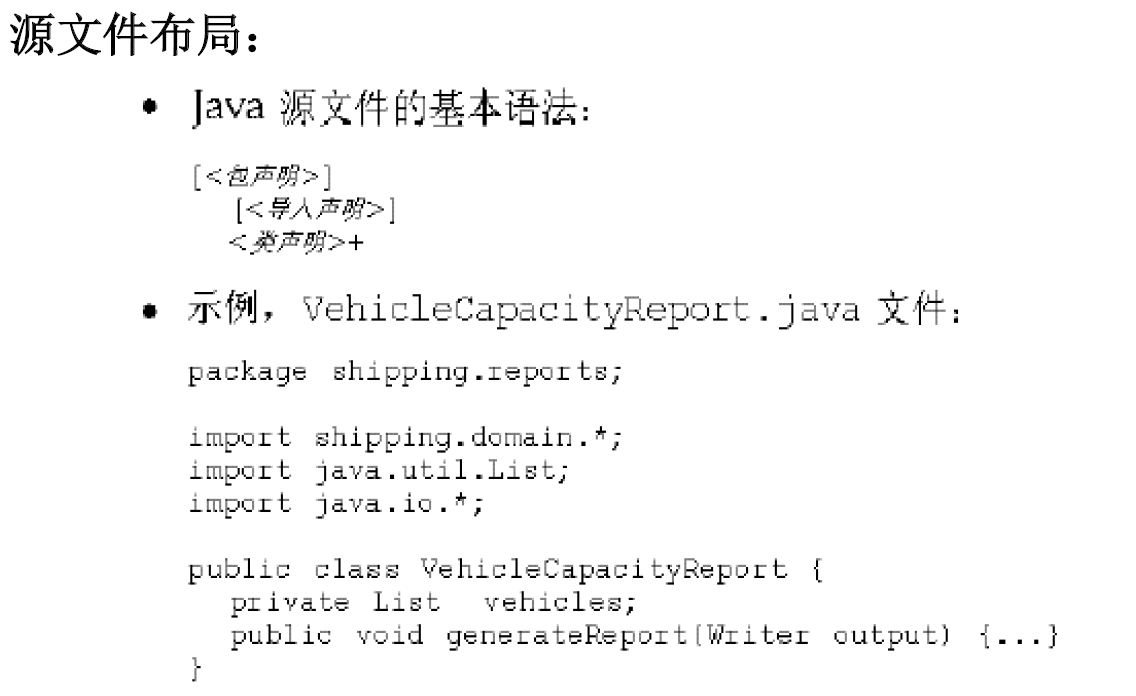 源文件布局：
• Java 源文件的基本语法：
[<包声明>]
[<导入声明>]
<类声明>+
• 示例， VehicleCapacityReport.java 文件：
package shipping.reports;
import shipping.domain.*;
import java.util.List;
import java.io.*;
public class VehicleCapacityReport {
private List vehicles;
public void generateReport(Writer output) {...}
}